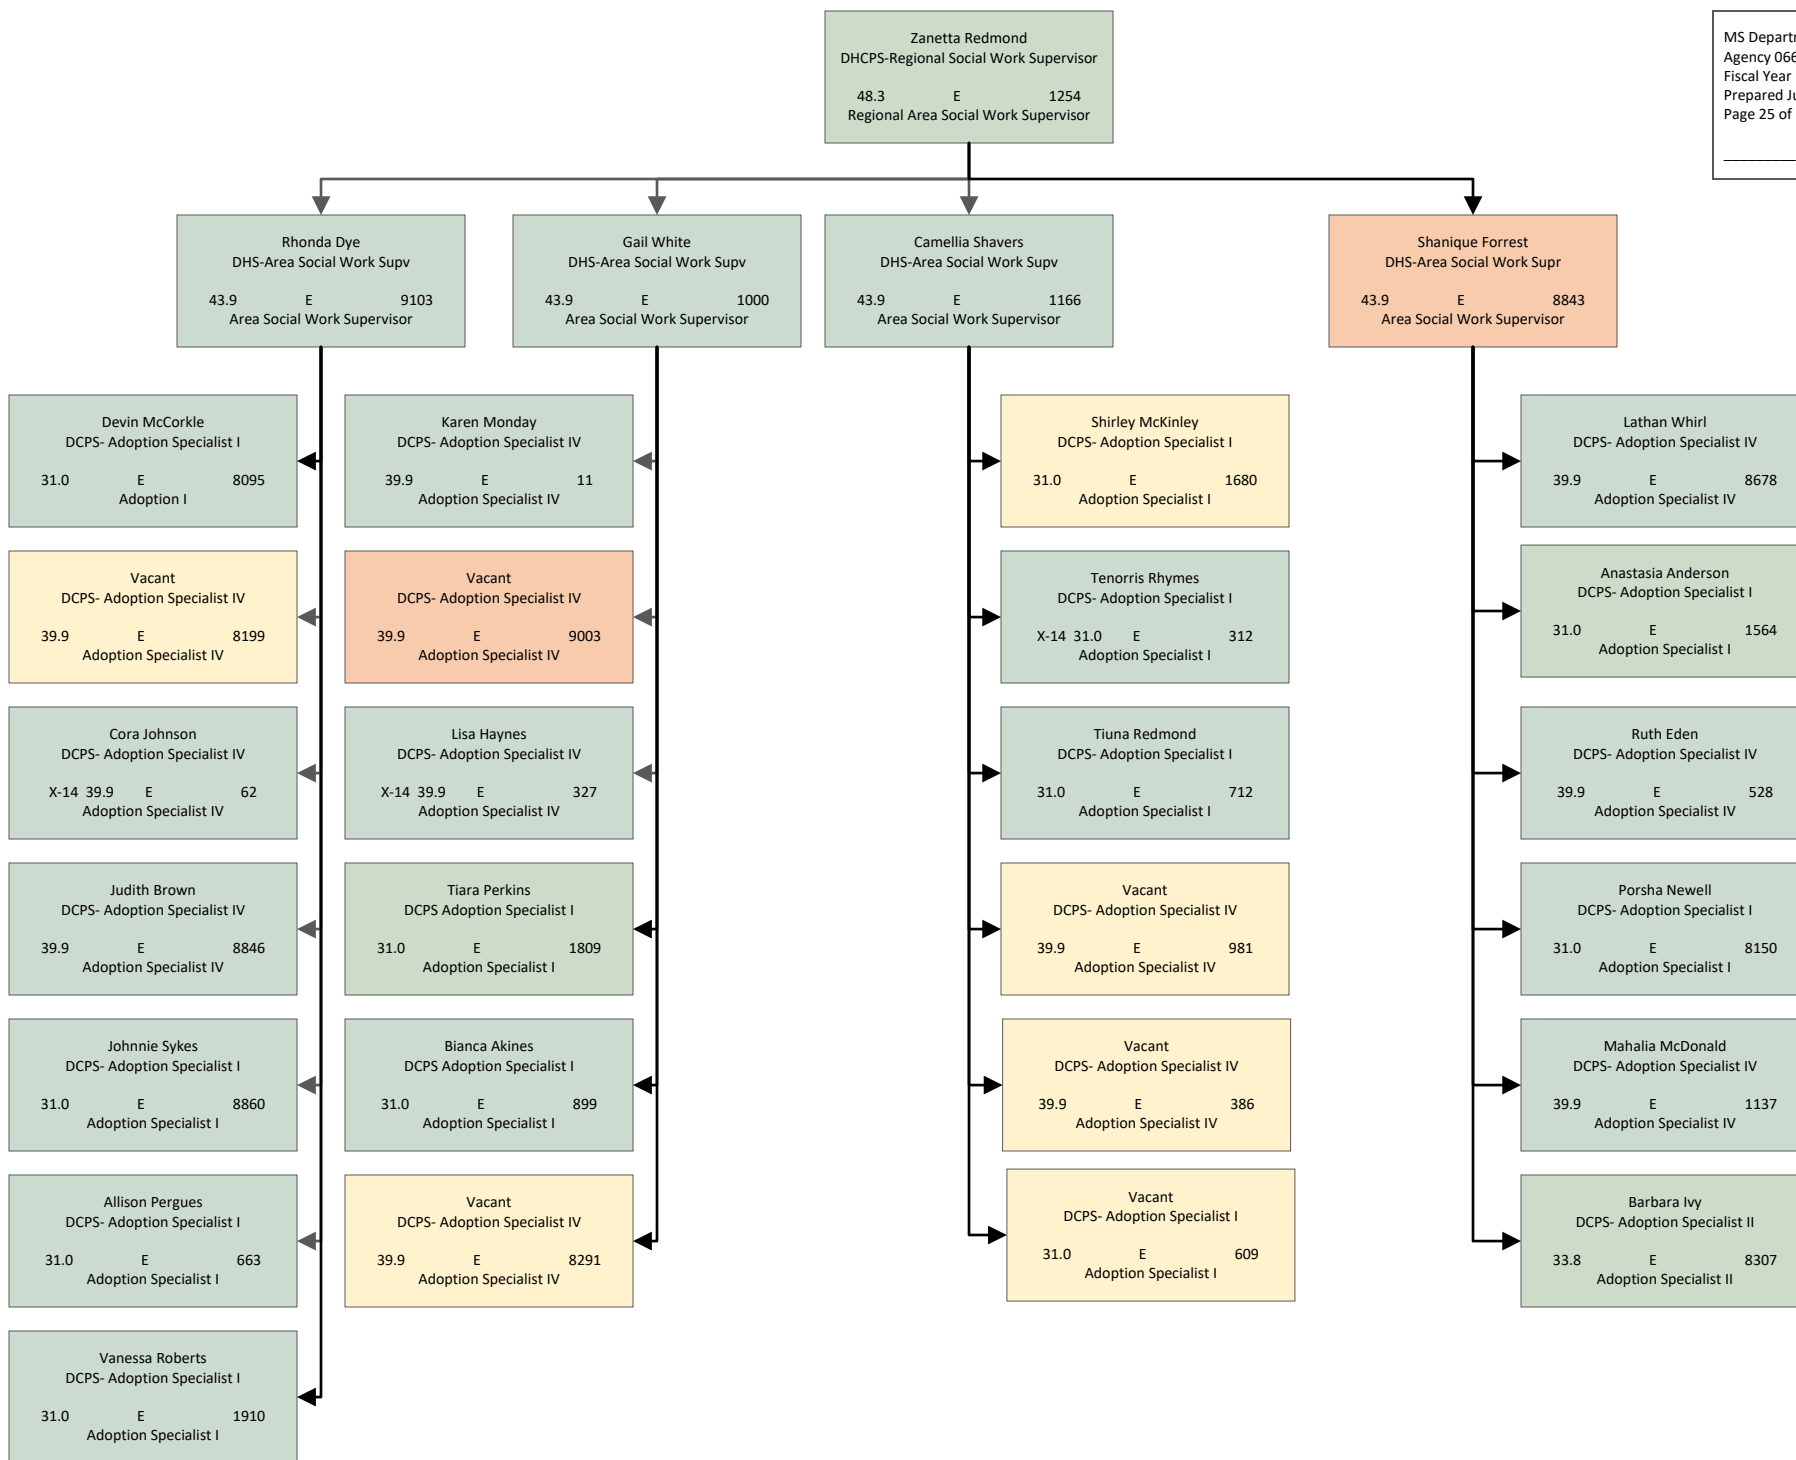 Zanetta Redmond
DHCPS-Regional Social Work Supervisor
48.3 E 1254
Regional Area Social Work Supervisor
MS Departm
Agency 066
Fiscal Year
Prepared Ju
Page 25 of
Rhonda Dye
DHS-Area Social Work Supv
43.9 E 9103
Area Social Work Supervisor
Gail White
DHS-Area Social Work Supv
43.9 E 1000
Area Social Work Supervisor
Camellia Shavers
DHS-Area Social Work Supv
43.9 E 1166
Area Social Work Supervisor
Shanique Forrest
DHS-Area Social Work Supr
43.9 E 8843
Area Social Work Supervisor
Devin McCorkle
DCPS- Adoption Specialist I
31.0 E 8095
Adoption I
Vacant
DCPS- Adoption Specialist IV
39.9 E 8199
Adoption Specialist IV
Cora Johnson
DCPS- Adoption Specialist IV
X-14 39.9 E 62
Adoption Specialist IV
Judith Brown
DCPS- Adoption Specialist IV
39.9 E 8846
Adoption Specialist IV
Johnnie Sykes
DCPS- Adoption Specialist I
31.0 E 8860
Adoption Specialist I
Allison Pergues
DCPS- Adoption Specialist I
31.0 E 663
Adoption Specialist I
Vanessa Roberts
DCPS- Adoption Specialist I
31.0 E 1910
Adoption Specialist I
Karen Monday
DCPS- Adoption Specialist IV
39.9 E 11
Adoption Specialist IV
Vacant
DCPS- Adoption Specialist IV
39.9 E 9003
Adoption Specialist IV
Lisa Haynes
DCPS- Adoption Specialist IV
X-14 39.9 E 327
Adoption Specialist IV
Tiara Perkins
DCPS Adoption Specialist I
31.0 E 1809
Adoption Specialist I
Bianca Akines
DCPS Adoption Specialist I
31.0 E 899
Adoption Specialist I
Vacant
DCPS- Adoption Specialist IV
39.9 E 8291
Adoption Specialist IV
Shirley McKinley
DCPS- Adoption Specialist I
31.0 E 1680
Adoption Specialist I
Tenorris Rhymes
DCPS- Adoption Specialist I
X-14 31.0 E 312
Adoption Specialist I
Tiuna Redmond
DCPS- Adoption Specialist I
31.0 E 712
Adoption Specialist I
Vacant
DCPS- Adoption Specialist IV
39.9 E 981
Adoption Specialist IV
Vacant
DCPS- Adoption Specialist IV
39.9 E 386
Adoption Specialist IV
Vacant
DCPS- Adoption Specialist I
31.0 E 609
Adoption Specialist I
Lathan Whirl
DCPS- Adoption Specialist IV
39.9 E 8678
Adoption Specialist IV
Anastasia Anderson
DCPS- Adoption Specialist I
31.0 E 1564
Adoption Specialist I
Ruth Eden
DCPS- Adoption Specialist IV
39.9 E 528
Adoption Specialist IV
Porsha Newell
DCPS- Adoption Specialist I
31.0 E 8150
Adoption Specialist I
Mahalia McDonald
DCPS- Adoption Specialist IV
39.9 E 1137
Adoption Specialist IV
Barbara Ivy
DCPS- Adoption Specialist II
33.8 E 8307
Adoption Specialist II